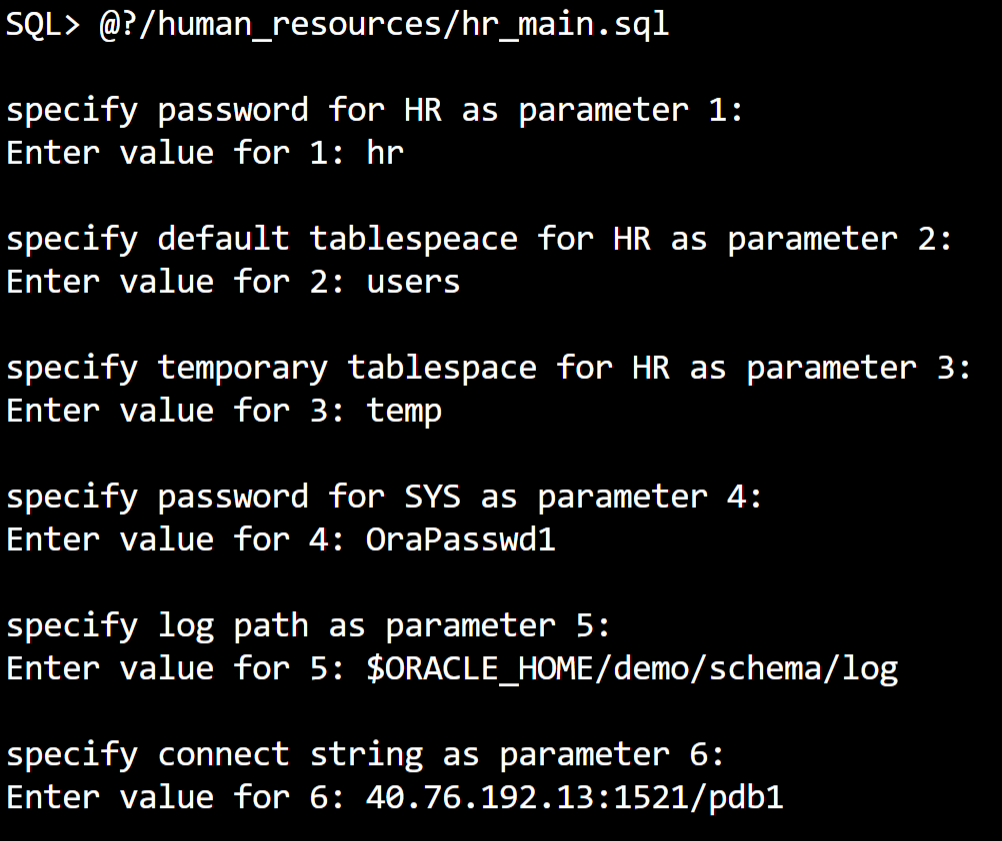 SQL> @?/human_resources/hr_main.sql
specify password for HR as parameter 1:
Enter value for 1: hr
specify default tablespeace for HR as parameter 2:
Enter value for 2: users
specify temporary tablespace for HR as parameter 3:
Enter value for 3: temp
specify password for SYS as parameter 4:
Enter value for 4: OraPasswd1
specify log path as parameter 5:
Enter value for 5: $ORACLE_HOME/demo/schema/log
specify connect string as parameter 6:
Enter value for 6: 40.76.192.13:1521/pdb1